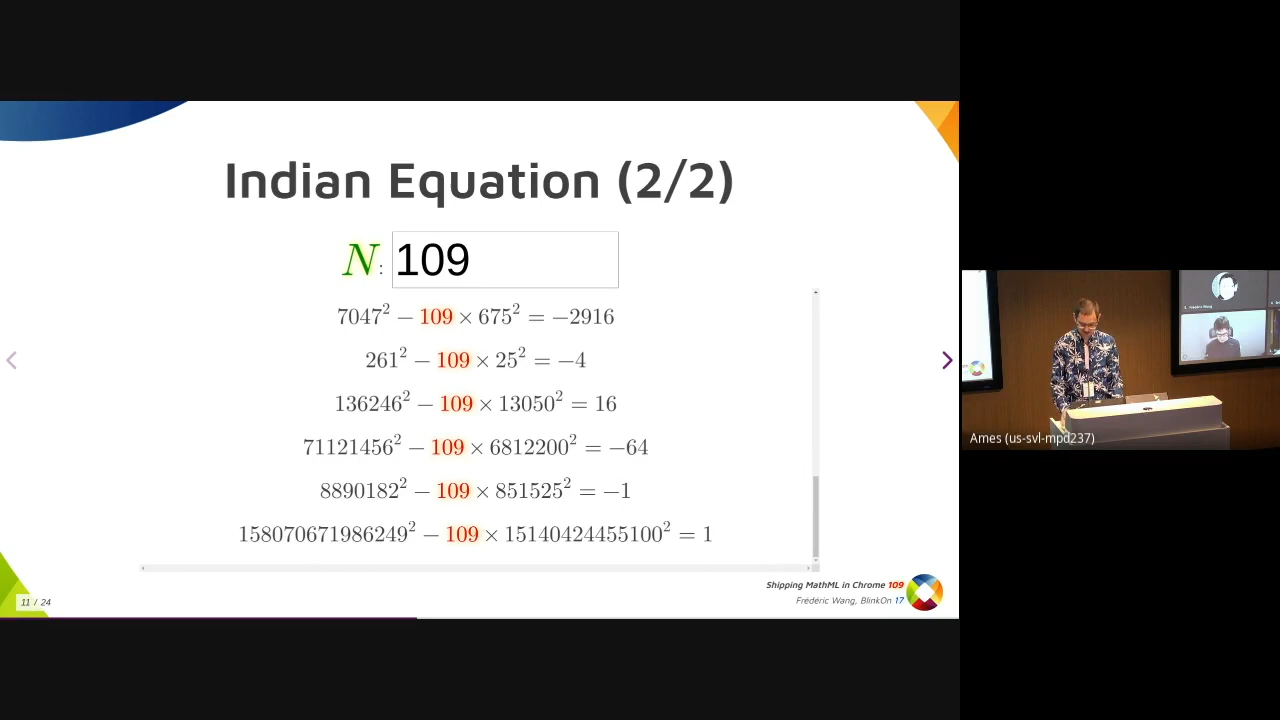 Indian Equation (2/2)
N: 109
7047² − 109 × 675² = −2916
261² − 109 × 25² = −4
136246² − 109 × 13050² = 16
71121456² − 109 × 6812200² = −64
8890182² − 109 × 851525² = −1
158070671986249² − 109 × 15140424455100² = 1
Shipping MathML in Chrome 109
Frédéric Wang, BlinkOn 17
11 / 24
Ames (us-svl-mpd237)